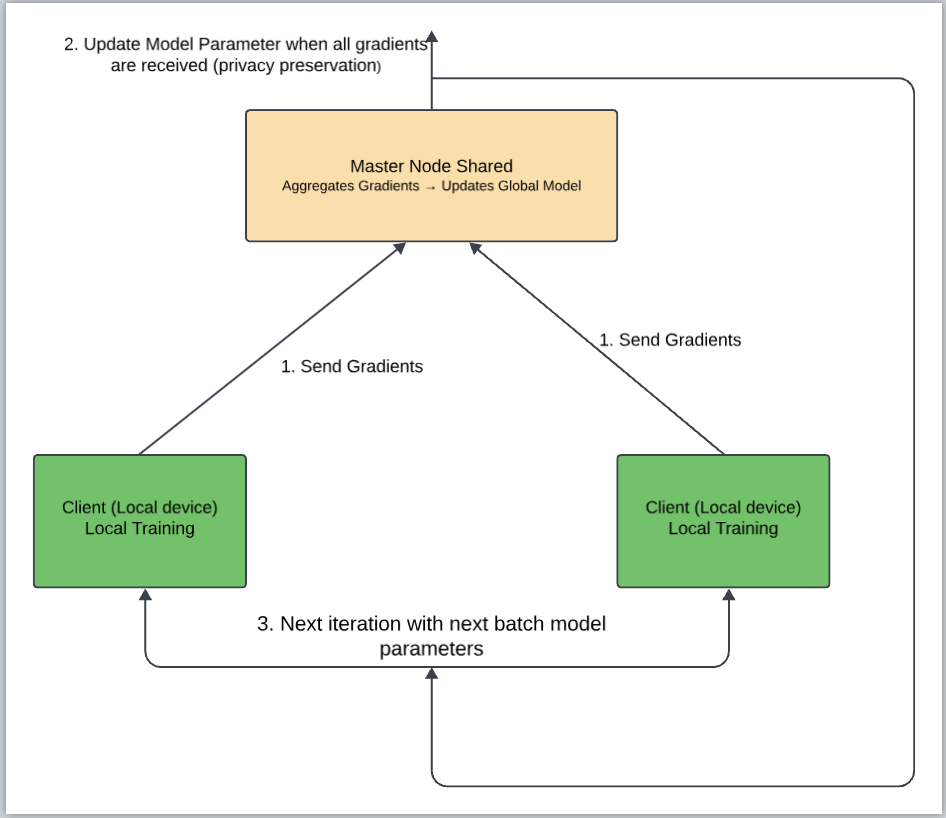 2. Update Model Parameter when all gradients
are received (privacy preservation)
Master Node Shared
Aggregates Gradients → Updates Global Model
1. Send Gradients
1. Send Gradients
Client (Local device)
Local Training
Client (Local device)
Local Training
3. Next iteration with next batch model
parameters